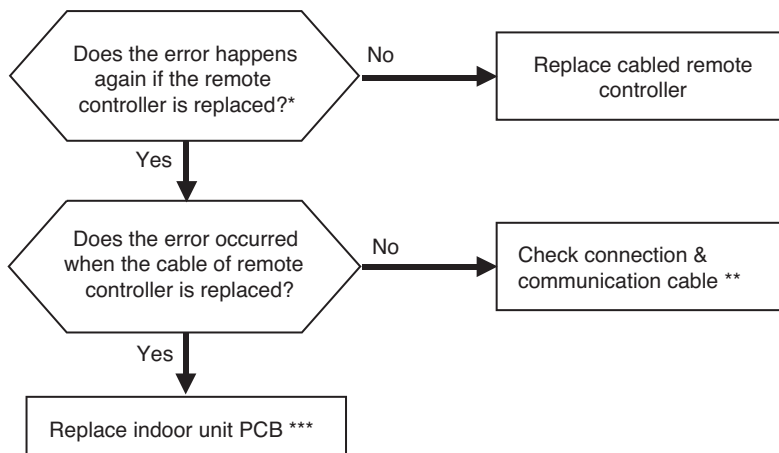 Does the error happens
again if the remote
controller is replaced?*
No
Replace cabled remote
controller
Yes
Does the error occurred
when the cable of remote
controller is replaced?
No
Check connection &
communication cable **
Yes
Replace indoor unit PCB ***